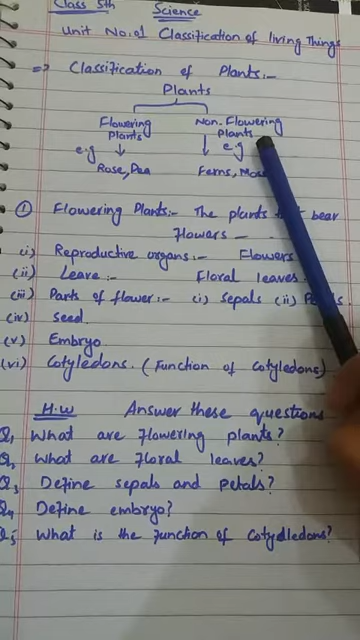 Class 5th Science
Unit No.01 Classification of living Things
=> Classification of Plants:-
Plants
Flowering Plants
Non-Flowering Plants
e.g
e.g
Rose, Pea
Ferns, Moss
① Flowering Plants:- The plants that bear
flowers -
(i) Reproductive organs:- Flowers
(ii) Leave:- Floral leaves.
(iii) Parts of flower:- (i) Sepals (ii)
(iv) Seed.
(v) Embryo
(vi) Cotyledons. (Function of Cotyledons)
H.W Answer these questions
Q1 What are flowering plants?
Q2 What are Floral leaves?
Q3 Define sepals and petals?
Q4 Define embryo?
Q5 What is the function of Cotydledons?